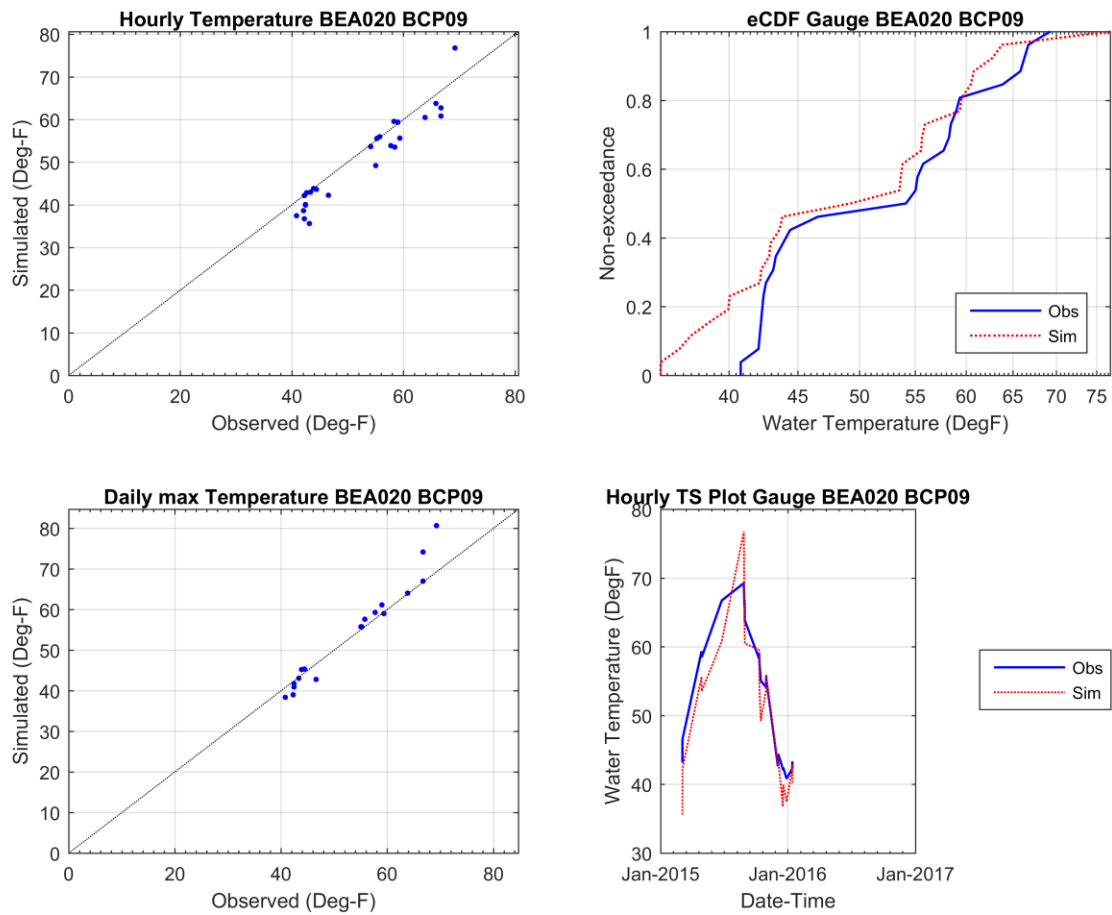 Hourly Temperature BEA020 BCP09
80
70
60
50
40
30
20
10
0
0 20 40 60 80
Simulated (Deg-F)
Observed (Deg-F)
eCDF Gauge BEA020 BCP09
1
0.8
0.6
0.4
0.2
0
40 45 50 55 60 65 70 75
Non-exceedance
Water Temperature (DegF)
Obs
Sim
Daily max Temperature BEA020 BCP09
80
70
60
50
40
30
20
10
0
0 20 40 60 80
Simulated (Deg-F)
Observed (Deg-F)
Hourly TS Plot Gauge BEA020 BCP09
80
70
60
50
40
30
Jan-2015 Jan-2016 Jan-2017
Water Temperature (DegF)
Date-Time
Obs
Sim